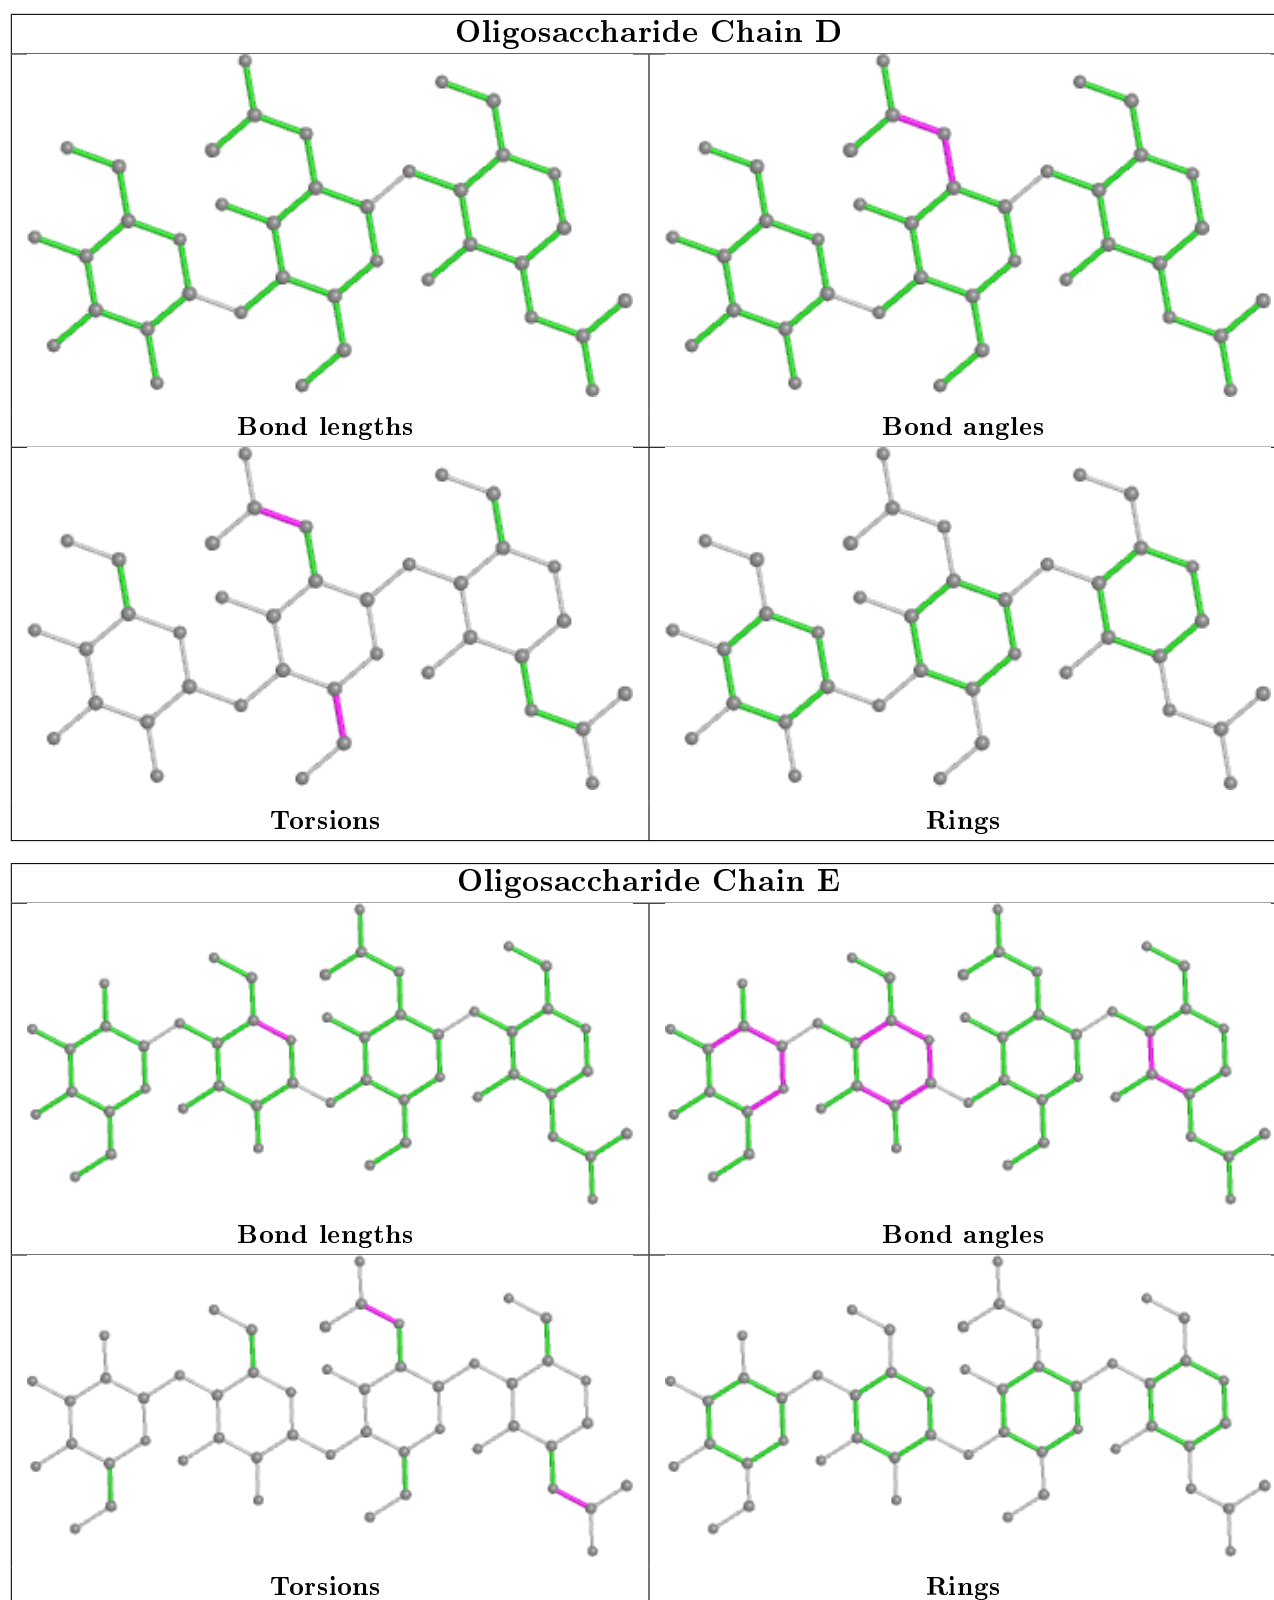 Oligosaccharide Chain D
Bond lengths
Bond angles
Torsions
Rings
Oligosaccharide Chain E
Bond lengths
Bond angles
Torsions
Rings